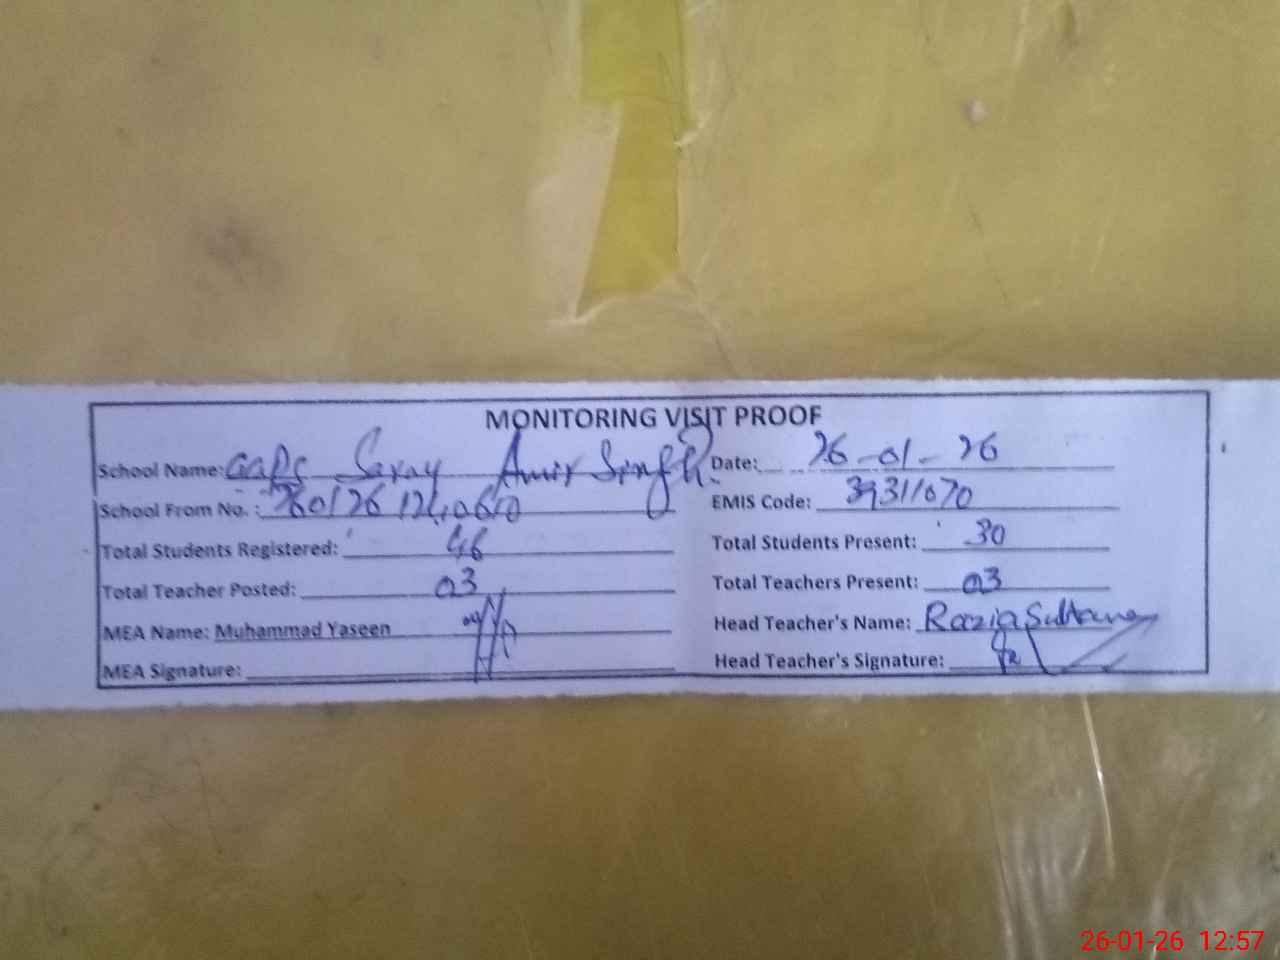 MONITORING VISIT PROOF
School Name: GGPS Saray Amir Singh Date: 26-01-26
School From No. : 260126 EMIS Code: 39311070
Total Students Registered: 46 Total Students Present: 30
Total Teacher Posted: 03 Total Teachers Present: 03
MEA Name: Muhammad Yaseen Head Teacher's Name: Razia Sultana
MEA Signature: Head Teacher's Signature:
26-01-26 12:57